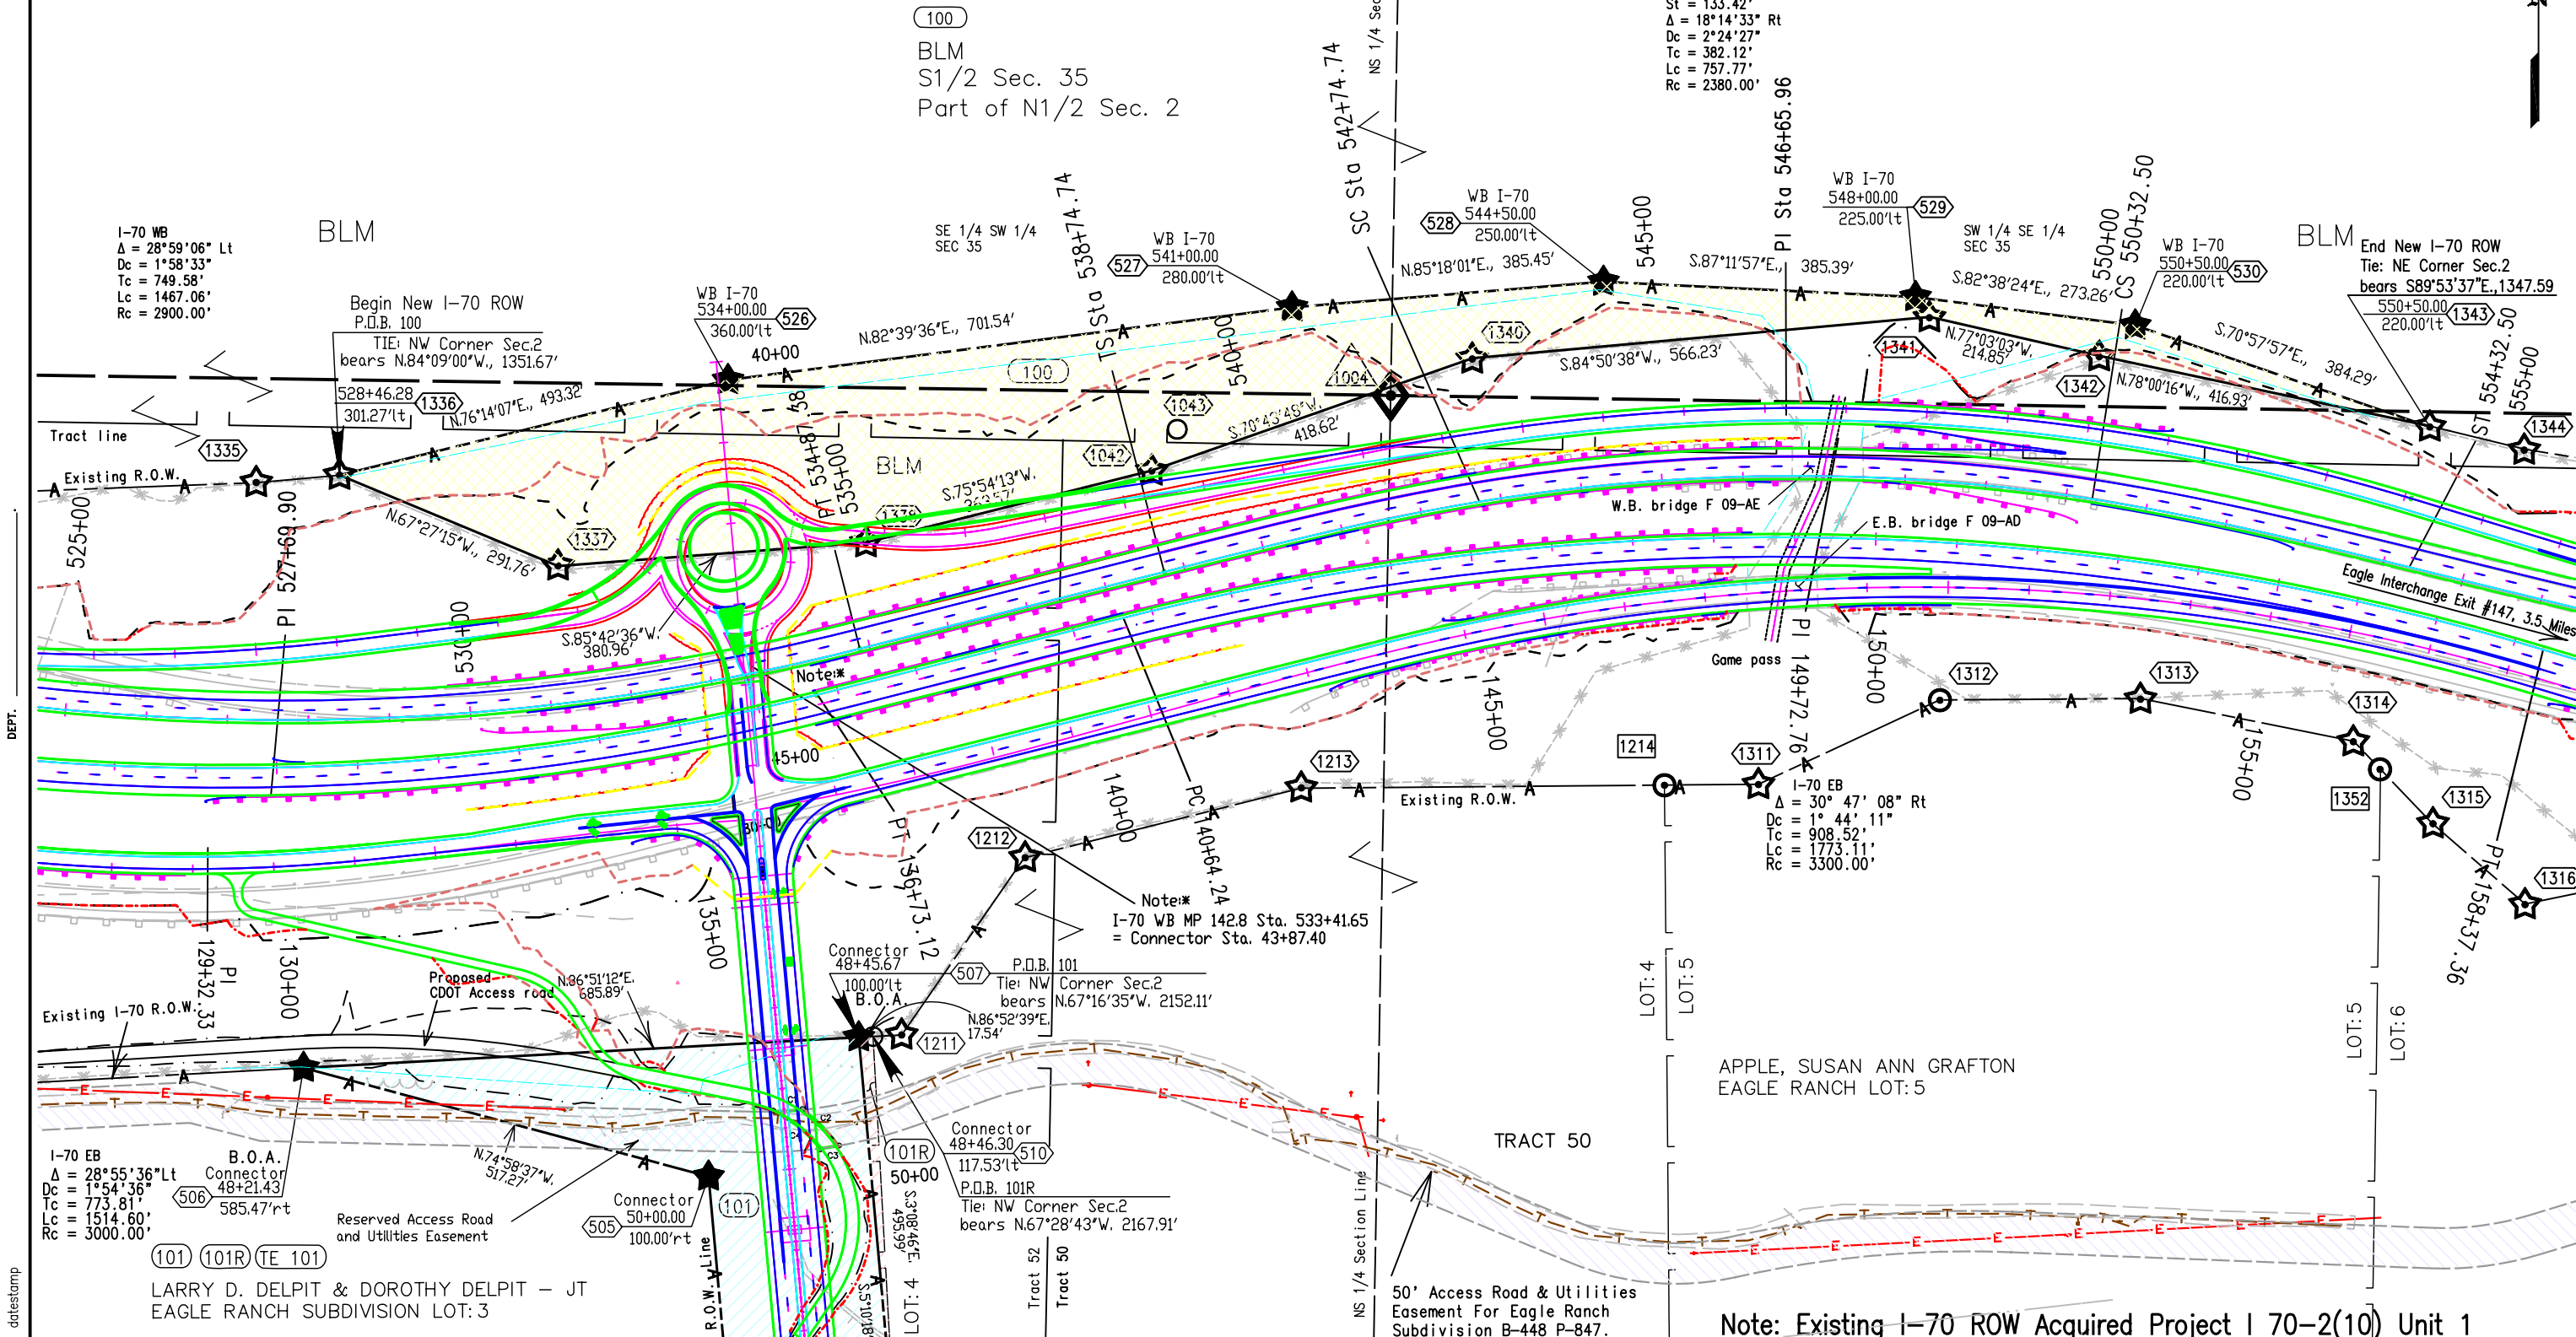 100
BLM
S1/2 Sec. 35
Part of N1/2 Sec. 2
NS 1/4 Sec
St = 133.42'
Δ = 18°14'33" Rt
Dc = 2°24'27"
Tc = 382.12'
Lc = 757.77'
Rc = 2380.00'
I-70 WB
Δ = 28°59'06" Lt
Dc = 1°58'33"
Tc = 749.58'
Lc = 1467.06'
Rc = 2900.00'
BLM
Begin New I-70 ROW
P.O.B. 100
TIE: NW Corner Sec.2
bears N.84°09'00"W., 1351.67'
528+46.28
301.27'lt
1336
N.76°14'07"E., 493.32'
WB I-70
534+00.00
360.00'lt
526
40+00
N.82°39'36"E., 701.54'
SE 1/4 SW 1/4
SEC 35
TS Sta 538+74.74
WB I-70
541+00.00
280.00'lt
527
SC Sta 542+74.74
N.85°18'01"E., 385.45'
WB I-70
544+50.00
250.00'lt
528
545+00
PI Sta 546+65.96
S.87°11'57"E., 385.39'
WB I-70
548+00.00
225.00'lt
529
SW 1/4 SE 1/4
SEC 35
S.82°38'24"E., 273.26'
550+00
CS 550+32.50
WB I-70
550+50.00
220.00'lt
530
BLM
End New I-70 ROW
Tie: NE Corner Sec.2
bears S89°53'37"E.,1347.59
550+50.00
220.00'lt
1343
S.70°57'57"E., 384.29'
ST 554+32.50
555+00
1344
Tract line
Existing R.O.W.
1335
525+00
PI 527+69.90
N.67°27'15"W., 291.76'
1337
530+00
S.85°42'36"W.
380.96'
PT 534+87.38
535+00
BLM
1339
S.75°54'13"W.
1042
1043
100
540+00
S.70°43'48"W.
418.62'
1004
1340
S.84°50'38"W., 566.23'
1341
N.77°03'03"W.
214.85'
1342
N.78°00'16"W., 416.93'
W.B. bridge F 09-AE
E.B. bridge F 09-AD
Game pass
Eagle Interchange Exit #147, 3.5 Miles
Note:*
45+00
PI 149+72.76
150+00
145+00
1312
1313
1314
1315
1316
1352
155+00
PT 158+37.36
1214
1311
1213
Existing R.O.W.
I-70 EB
Δ = 30° 47' 08" Rt
Dc = 1° 44' 11"
Tc = 908.52'
Lc = 1773.11'
Rc = 3300.00'
1212
140+00
PC 140+64.24
PT 136+73.12
135+00
Note:*
I-70 WB MP 142.8 Sta. 533+41.65
= Connector Sta. 43+87.40
PI 129+32.33
130+00
Proposed
CDOT Access road
N.86°51'12"E.
685.89'
Existing I-70 R.O.W.
Connector
48+45.67
100.00'lt
B.O.A.
507
P.O.B. 101
Tie: NW Corner Sec.2
bears N.67°16'35"W. 2152.11'
N.86°52'39"E.
17.54'
1211
LOT: 4
LOT: 5
LOT: 5
LOT: 6
APPLE, SUSAN ANN GRAFTON
EAGLE RANCH LOT: 5
TRACT 50
I-70 EB
Δ = 28°55'36"Lt
Dc = 1°54'36"
Tc = 773.81'
Lc = 1514.60'
Rc = 3000.00'
B.O.A.
Connector
48+21.43
585.47'rt
506
N.74°58'37"W.
517.27'
Reserved Access Road
and Utilities Easement
Connector
50+00.00
100.00'rt
505
101
C2
C3
101R
50+00
Connector
48+46.30
117.53'lt
510
P.O.B. 101R
Tie: NW Corner Sec.2
bears N.67°28'43"W. 2167.91'
S.3°08'46"E.
495.99'
LOT: 4
R.O.W. Line
Tract 52
Tract 50
NS 1/4 Section Line
50' Access Road & Utilities
Easement For Eagle Ranch
Subdivision B-448 P-847.
101 101R TE 101
LARRY D. DELPIT & DOROTHY DELPIT – JT
EAGLE RANCH SUBDIVISION LOT: 3
Note: Existing I-70 ROW Acquired Project I 70-2(10) Unit 1
DEPT.
datestamp